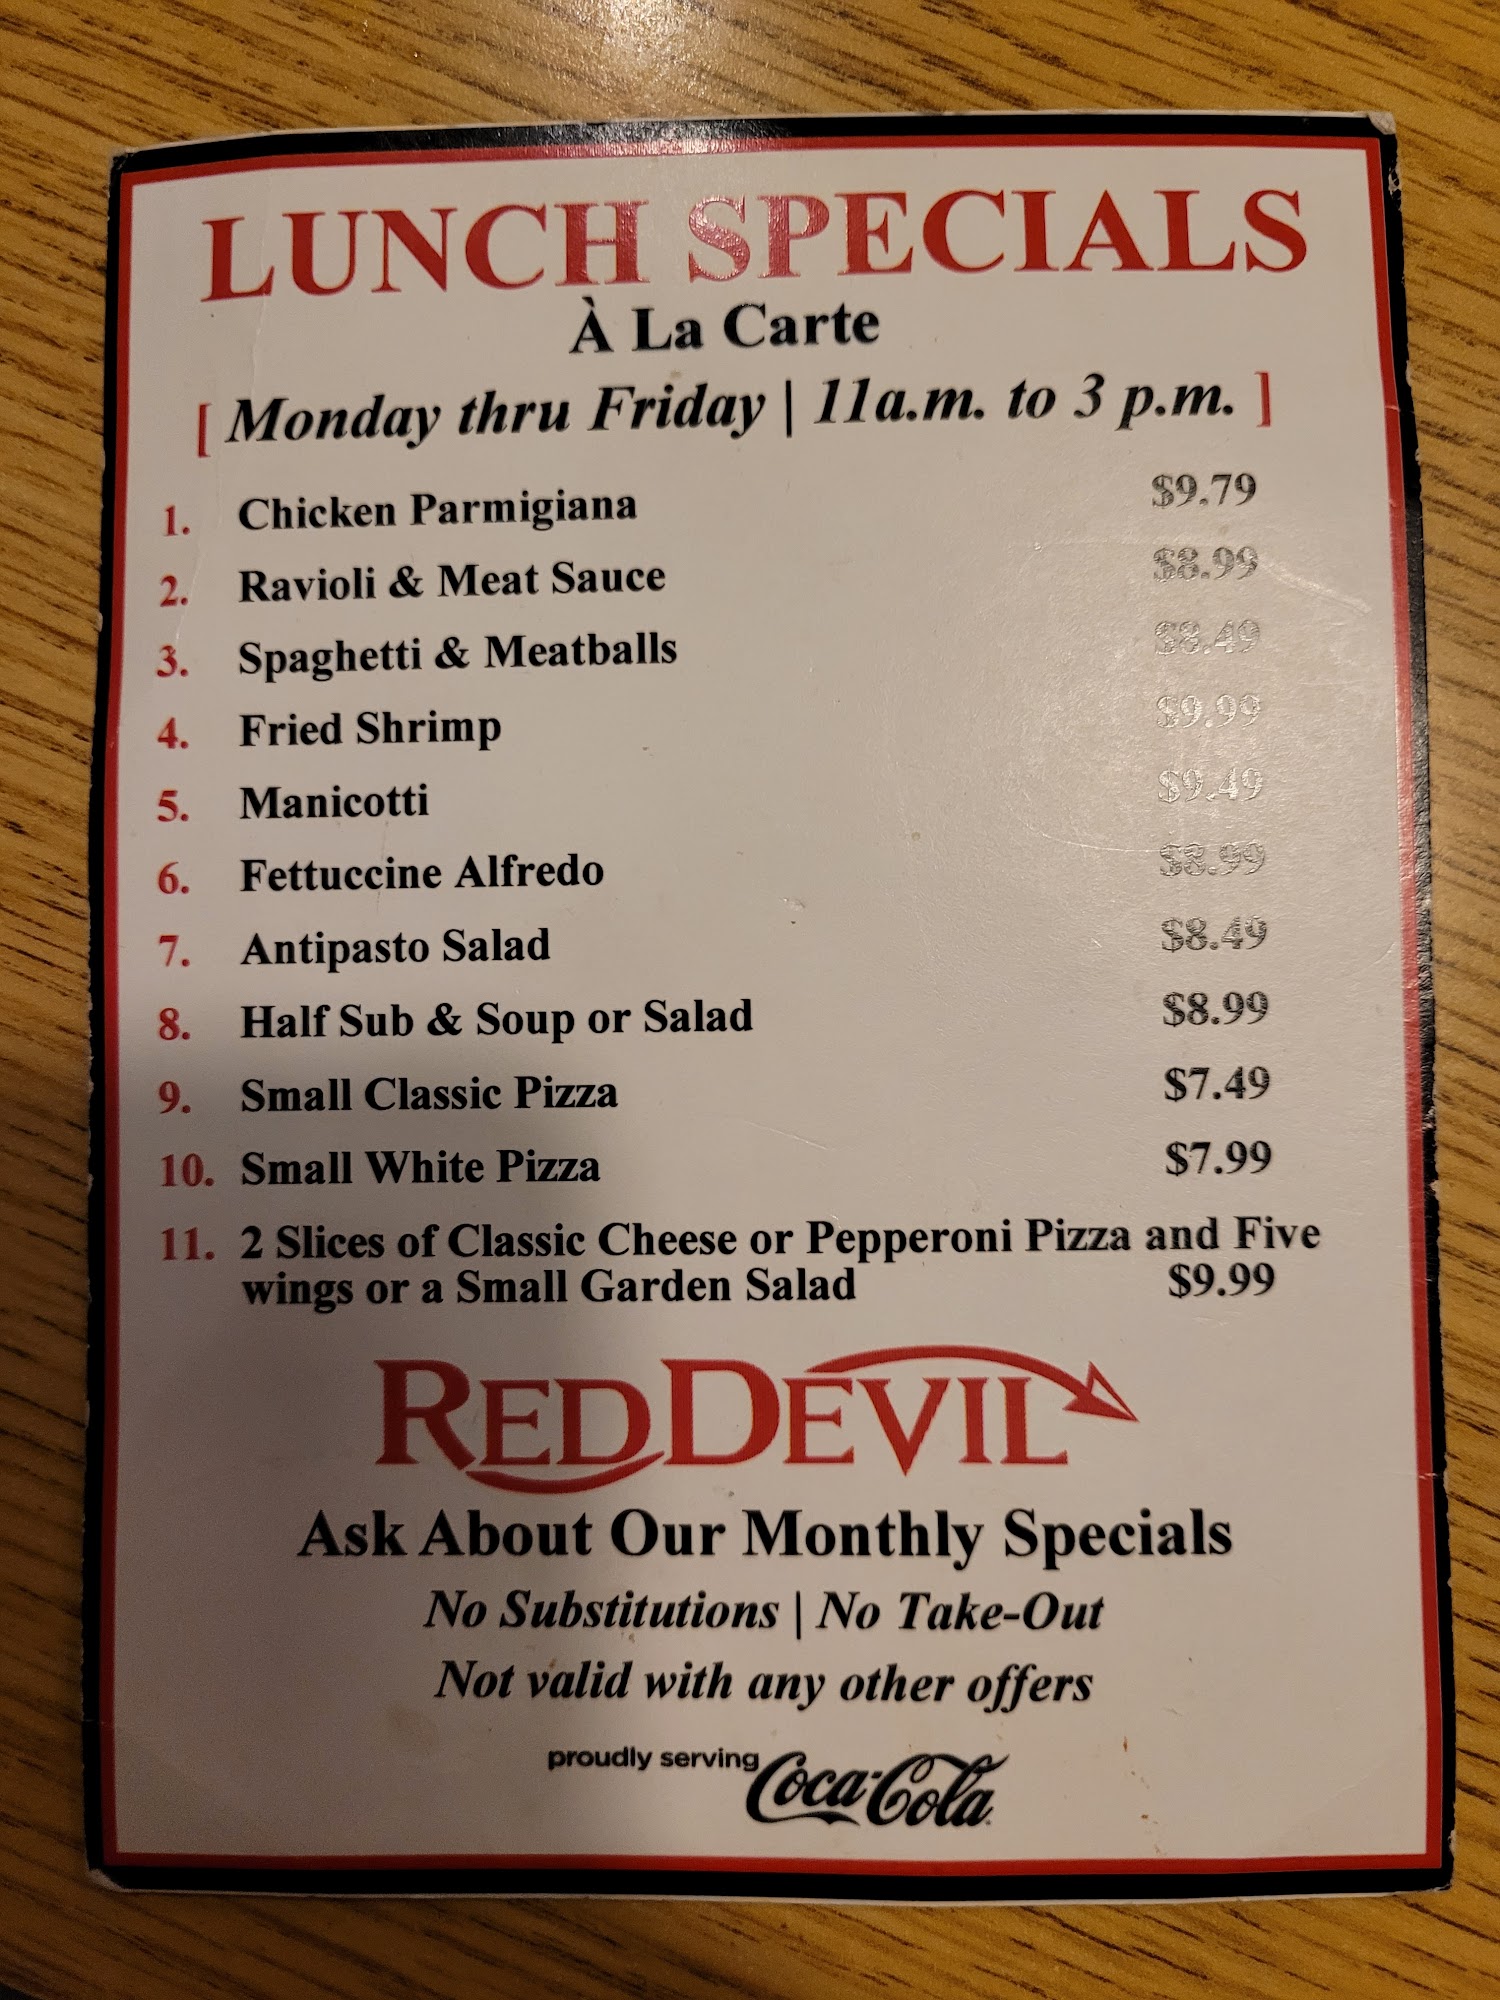 LUNCH SPECIALS
À La Carte
[ Monday thru Friday | 11a.m. to 3 p.m. ]
1. Chicken Parmigiana $9.79
2. Ravioli & Meat Sauce $8.99
3. Spaghetti & Meatballs $8.49
4. Fried Shrimp $9.99
5. Manicotti $9.49
6. Fettuccine Alfredo $8.99
7. Antipasto Salad $8.49
8. Half Sub & Soup or Salad $8.99
9. Small Classic Pizza $7.49
10. Small White Pizza $7.99
11. 2 Slices of Classic Cheese or Pepperoni Pizza and Five
wings or a Small Garden Salad $9.99
RED DEVIL
Ask About Our Monthly Specials
No Substitutions | No Take-Out
Not valid with any other offers
proudly serving Coca-Cola